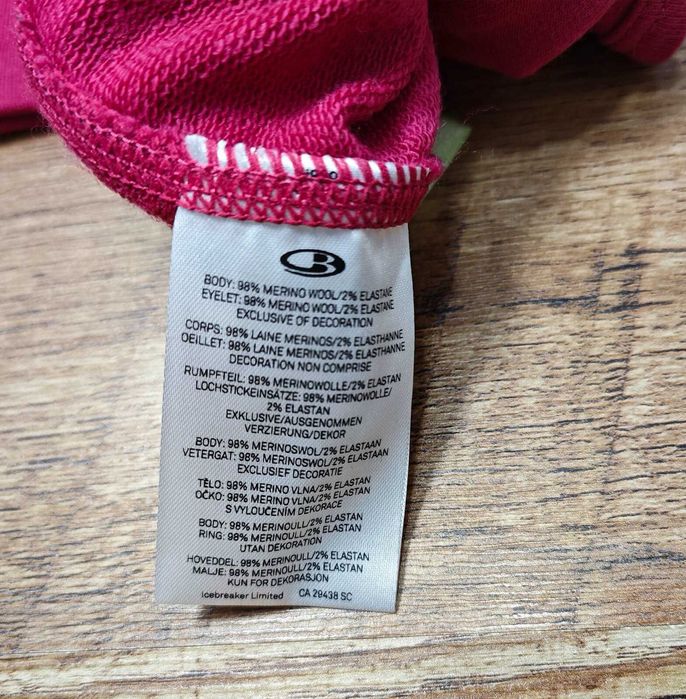 BODY: 98% MERINO WOOL/2% ELASTANE
EYELET: 98% MERINO WOOL/2% ELASTANE
EXCLUSIVE OF DECORATION
CORPS: 98% LAINE MERINOS/2% ELASTHANNE
OEILLET: 98% LAINE MERINOS/2% ELASTHANNE
DECORATION NON COMPRISE
RUMPFTEIL: 98% MERINOWOLLE/2% ELASTAN
LOCHSTICKEINSÄTZE: 98% MERINOWOLLE/
2% ELASTAN
EXKLUSIVE/AUSGENOMMEN
VERZIERUNG/DEKOR
BODY: 98% MERINOSWOL/2% ELASTAAN
VETERGAT: 98% MERINOSWOL/2% ELASTAAN
EXCLUSIEF DECORATIE
TĚLO: 98% MERINO VLNA/2% ELASTAN
OČKO: 98% MERINO VLNA/2% ELASTAN
S VYLOUČENÍM DEKORACE
BODY: 98% MERINOULL/2% ELASTAN
RING: 98% MERINOULL/2% ELASTAN
UTAN DEKORATION
HOVEDDEL: 98% MERINOULL/2% ELASTAN
MALJE: 98% MERINOULL/2% ELASTAN
KUN FOR DEKORASJON
Icebreaker Limited CA 29438 SC